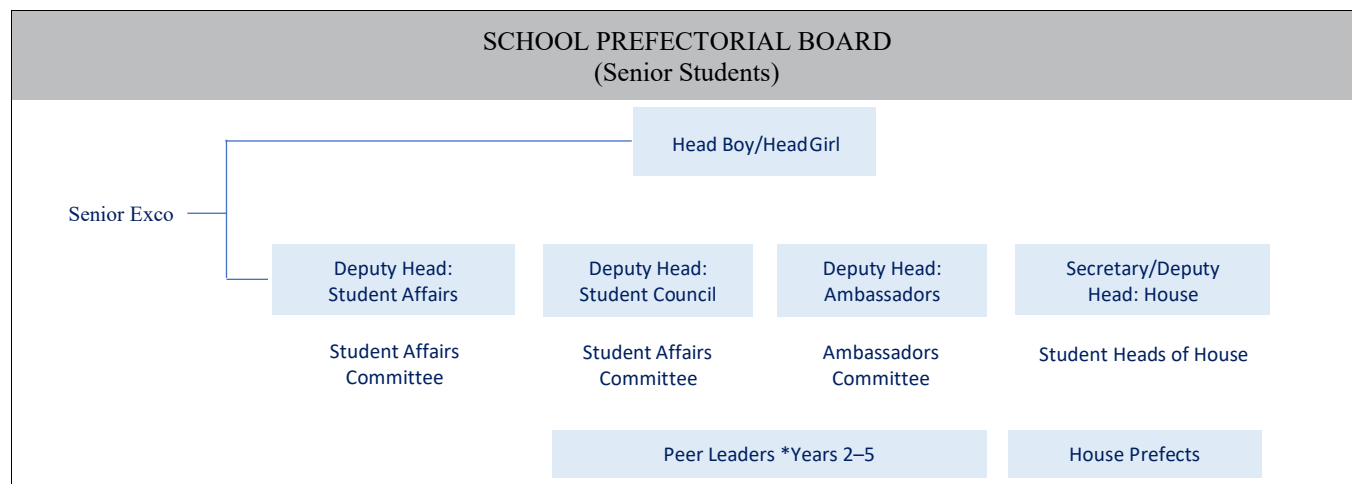 SCHOOL PREFECTORIAL BOARD
(Senior Students)
Head Boy/HeadGirl
Senior Exco
Deputy Head:
Student Affairs
Deputy Head:
Student Council
Deputy Head:
Ambassadors
Secretary/Deputy
Head: House
Student Affairs
Committee
Student Affairs
Committee
Ambassadors
Committee
Student Heads of House
Peer Leaders *Years 2–5
House Prefects